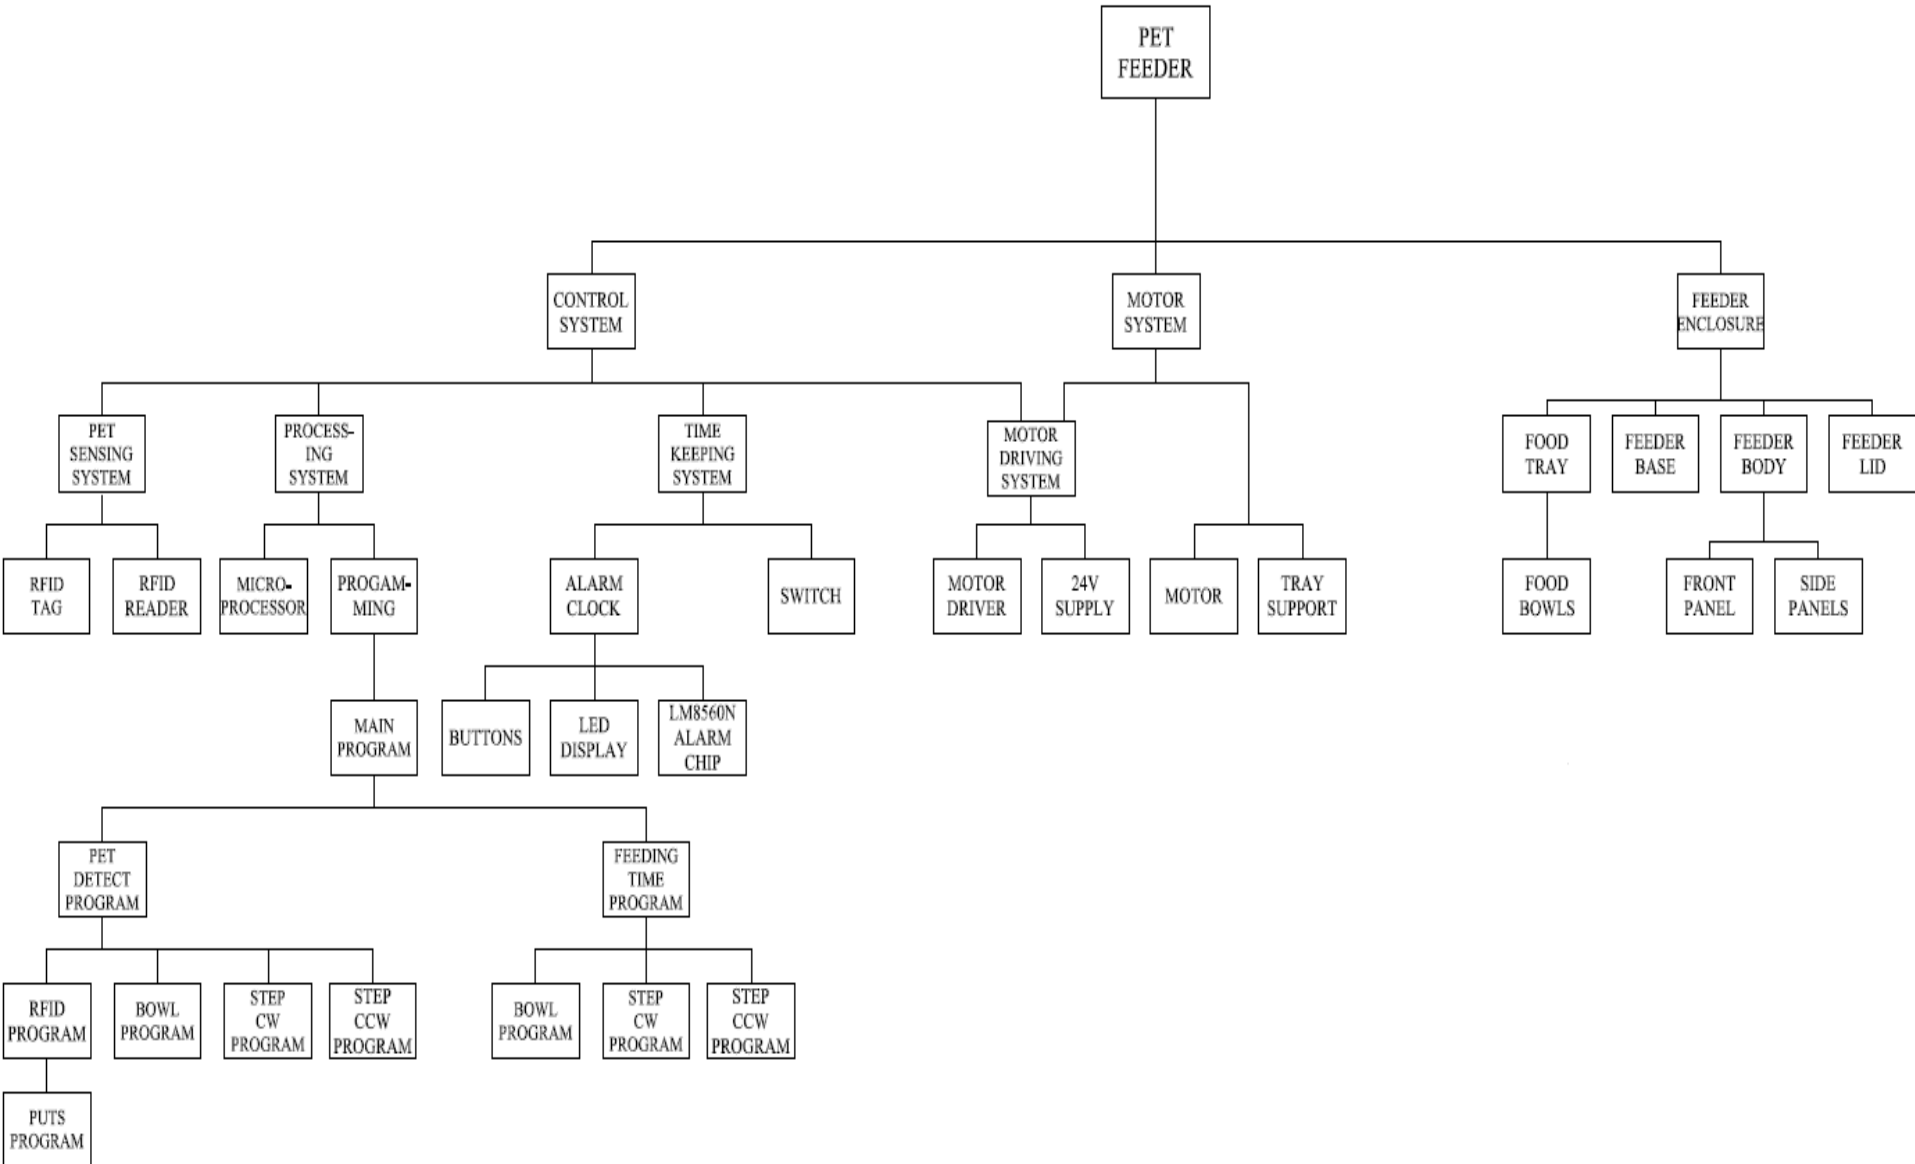 PET
FEEDER
CONTROL
SYSTEM
MOTOR
SYSTEM
FEEDER
ENCLOSURE
PET
SENSING
SYSTEM
PROCESS-
ING
SYSTEM
TIME
KEEPING
SYSTEM
MOTOR
DRIVING
SYSTEM
FOOD
TRAY
FEEDER
BASE
FEEDER
BODY
FEEDER
LID
RFID
TAG
RFID
READER
MICRO-
PROCESSOR
PROGAM-
MING
ALARM
CLOCK
SWITCH
MOTOR
DRIVER
24V
SUPPLY
MOTOR
TRAY
SUPPORT
FOOD
BOWLS
FRONT
PANEL
SIDE
PANELS
MAIN
PROGRAM
BUTTONS
LED
DISPLAY
LM8560N
ALARM
CHIP
PET
DETECT
PROGRAM
FEEDING
TIME
PROGRAM
RFID
PROGRAM
BOWL
PROGRAM
STEP
CW
PROGRAM
STEP
CCW
PROGRAM
BOWL
PROGRAM
STEP
CW
PROGRAM
STEP
CCW
PROGRAM
PUTS
PROGRAM